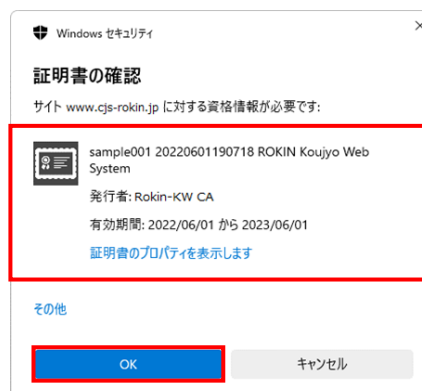 Windows セキュリティ
証明書の確認
サイト www.cjs-rokin.jp に対する資格情報が必要です:
sample001 20220601190718 ROKIN Koujyo Web
System
発行者: Rokin-KW CA
有効期間: 2022/06/01 から 2023/06/01
証明書のプロパティを表示します
その他
OK
キャンセル